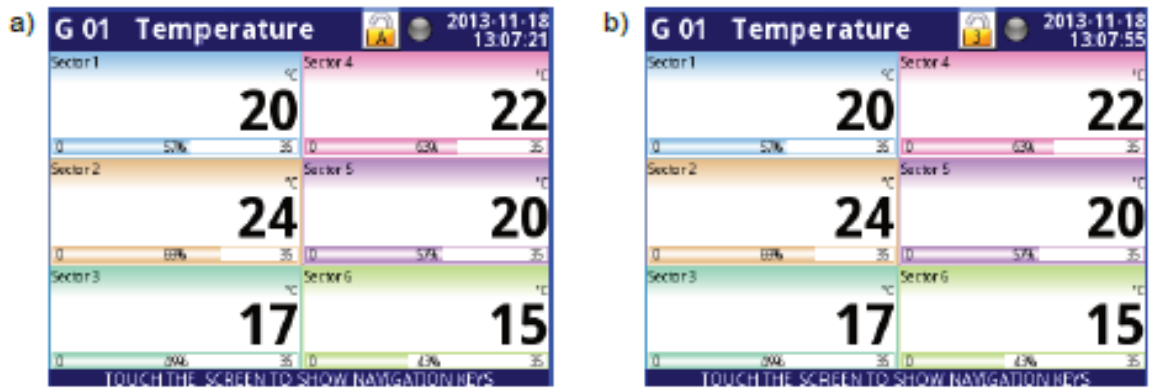 a) G 01 Temperature A 2013-11-18
13:07:21
Sector 1 °C
20
0 57% 35
Sector 4 °C
22
0 63% 35
Sector 2 °C
24
0 69% 35
Sector 5 °C
20
0 57% 35
Sector 3
17
0 49% 35
Sector 6 °C
15
0 43% 35
TOUCH THE SCREEN TO SHOW NAVIGATION KEYS
b) G 01 Temperature 3 2013-11-18
13:07:55
Sector 1 °C
20
0 57% 35
Sector 4 °C
22
0 63% 35
Sector 2 °C
24
0 69% 35
Sector 5 °C
20
0 57% 35
Sector 3 °C
17
0 49% 35
Sector 6 °C
15
0 43% 35
TOUCH THE SCREEN TO SHOW NAVIGATION KEYS